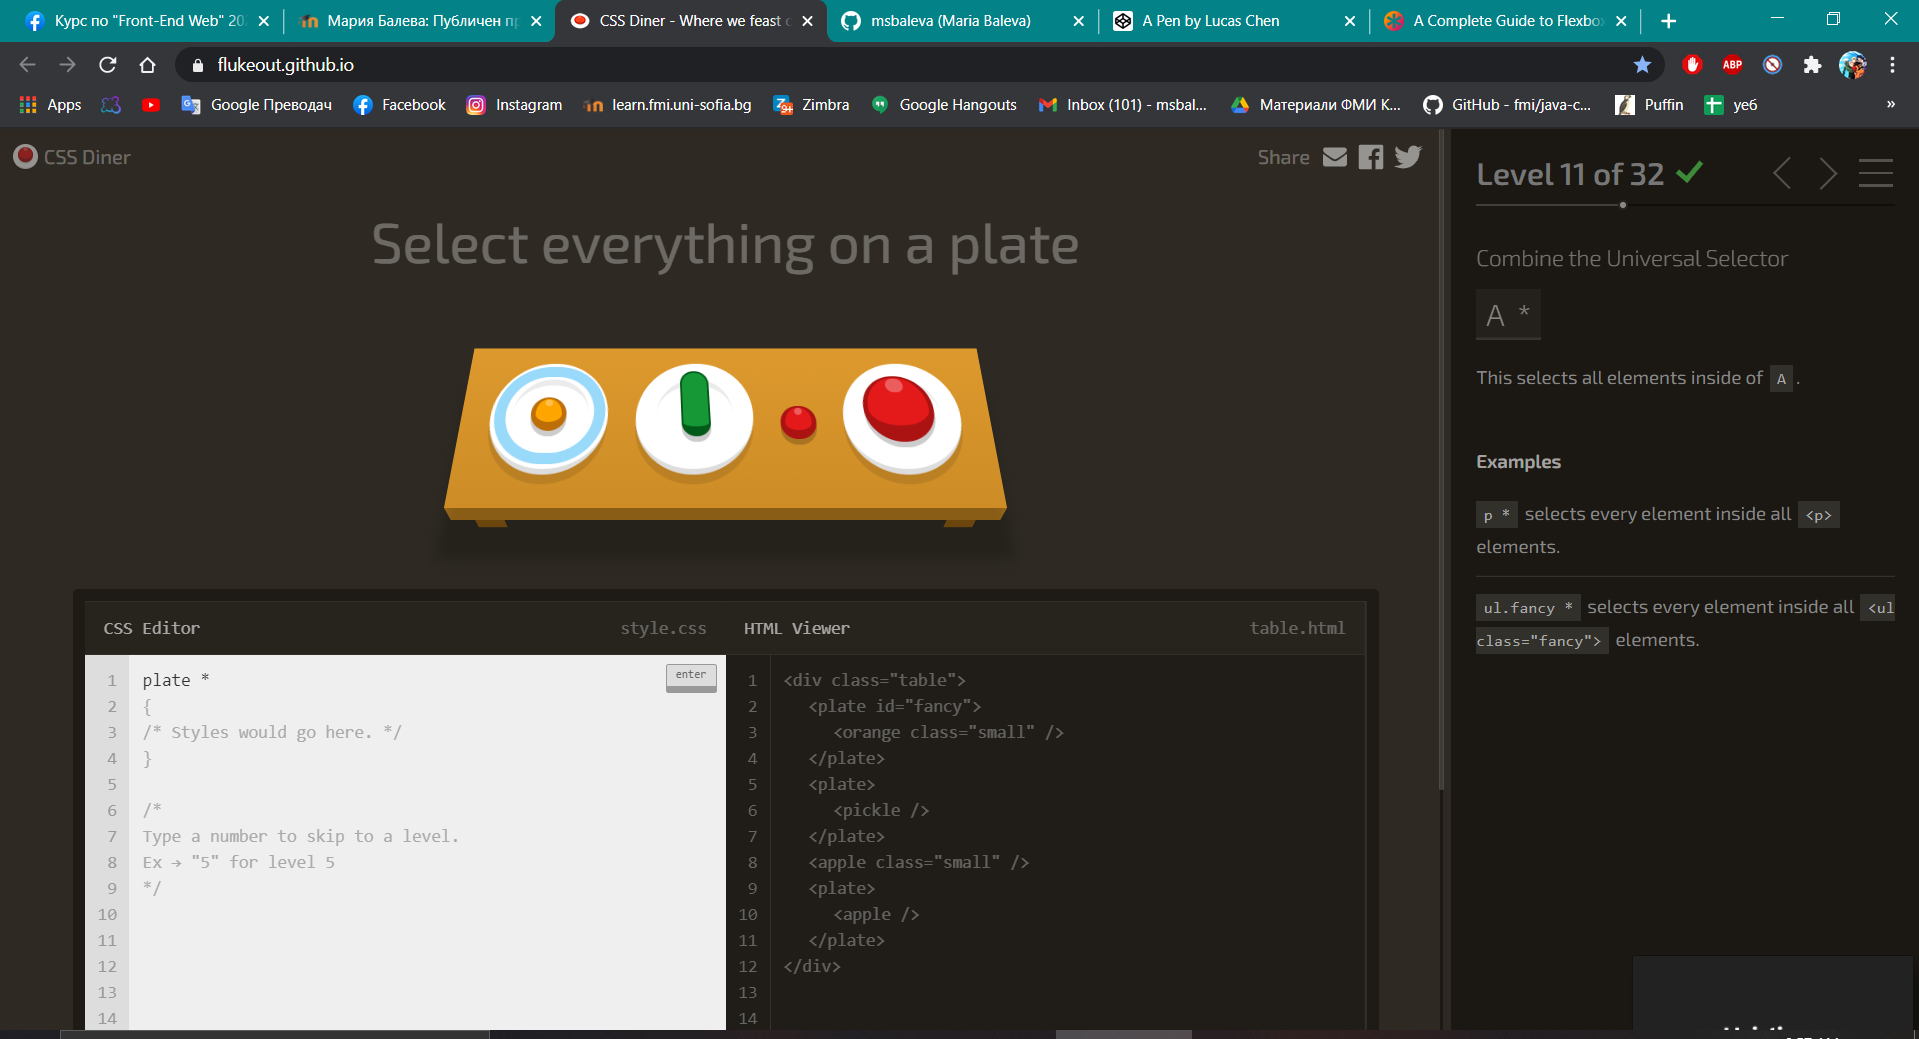 Курс по "Front-End Web" 20
Мария Балева: Публичен пр
CSS Diner - Where we feast o
msbaleva (Maria Baleva)
A Pen by Lucas Chen
A Complete Guide to Flexbox
flukeout.github.io
ABP
Apps
Google Преводач
Facebook
Instagram
learn.fmi.uni-sofia.bg
Zimbra
Google Hangouts
Inbox (101) - msbal...
Материали ФМИ К...
GitHub - fmi/java-c...
Puffin
уеб
»
CSS Diner
Share
Select everything on a plate
CSS Editor
style.css
HTML Viewer
table.html
enter
1 plate *
2 {
3 /* Styles would go here. */
4 }
5
6 /*
7 Type a number to skip to a level.
8 Ex → "5" for level 5
9 */
10
11
12
13
14
1 <div class="table">
2 <plate id="fancy">
3 <orange class="small" />
4 </plate>
5 <plate>
6 <pickle />
7 </plate>
8 <apple class="small" />
9 <plate>
10 <apple />
11 </plate>
12 </div>
13
14
Level 11 of 32
Combine the Universal Selector
A *
This selects all elements inside of A .
Examples
p * selects every element inside all <p>
elements.
ul.fancy * selects every element inside all <ul
class="fancy"> elements.